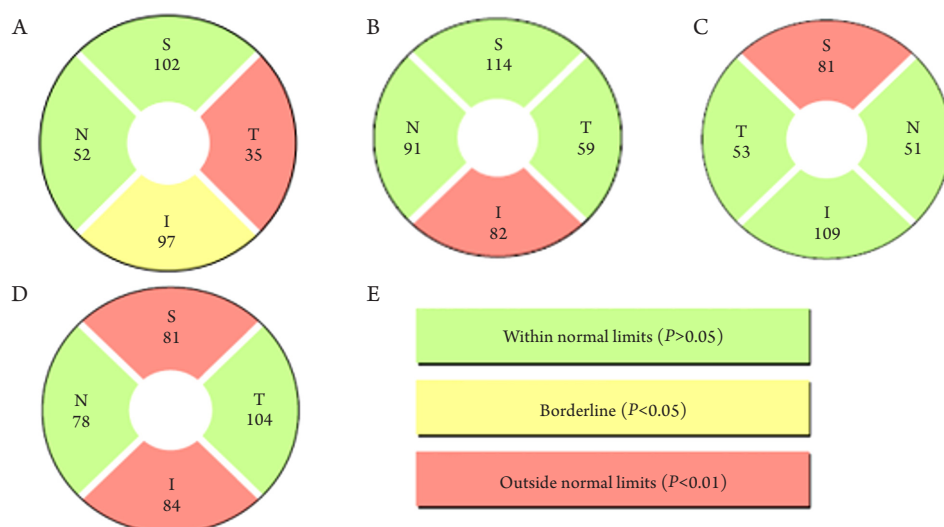 A
S
102
N
52
T
35
I
97
B
S
114
N
91
T
59
I
82
C
S
81
T
53
N
51
I
109
D
S
81
N
78
T
104
I
84
E
Within normal limits (P>0.05)
Borderline (P<0.05)
Outside normal limits (P<0.01)